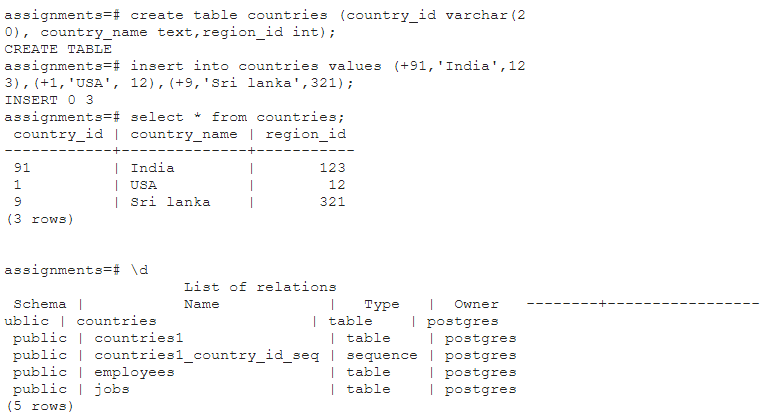 assignments=# create table countries (country_id varchar(2
0), country_name text,region_id int);
CREATE TABLE
assignments=# insert into countries values (+91,'India',12
3),(+1,'USA', 12),(+9,'Sri lanka',321);
INSERT 0 3
assignments=# select * from countries;
 country_id | country_name | region_id
------------+--------------+-----------
 91         | India        |       123
 1          | USA          |        12
 9          | Sri lanka    |       321
(3 rows)
assignments=# \d
                    List of relations
 Schema |           Name            |   Type   |  Owner   --------+-----------------
ublic | countries                 | table    | postgres
 public | countries1                | table    | postgres
 public | countries1_country_id_seq | sequence | postgres
 public | employees                 | table    | postgres
 public | jobs                      | table    | postgres
(5 rows)